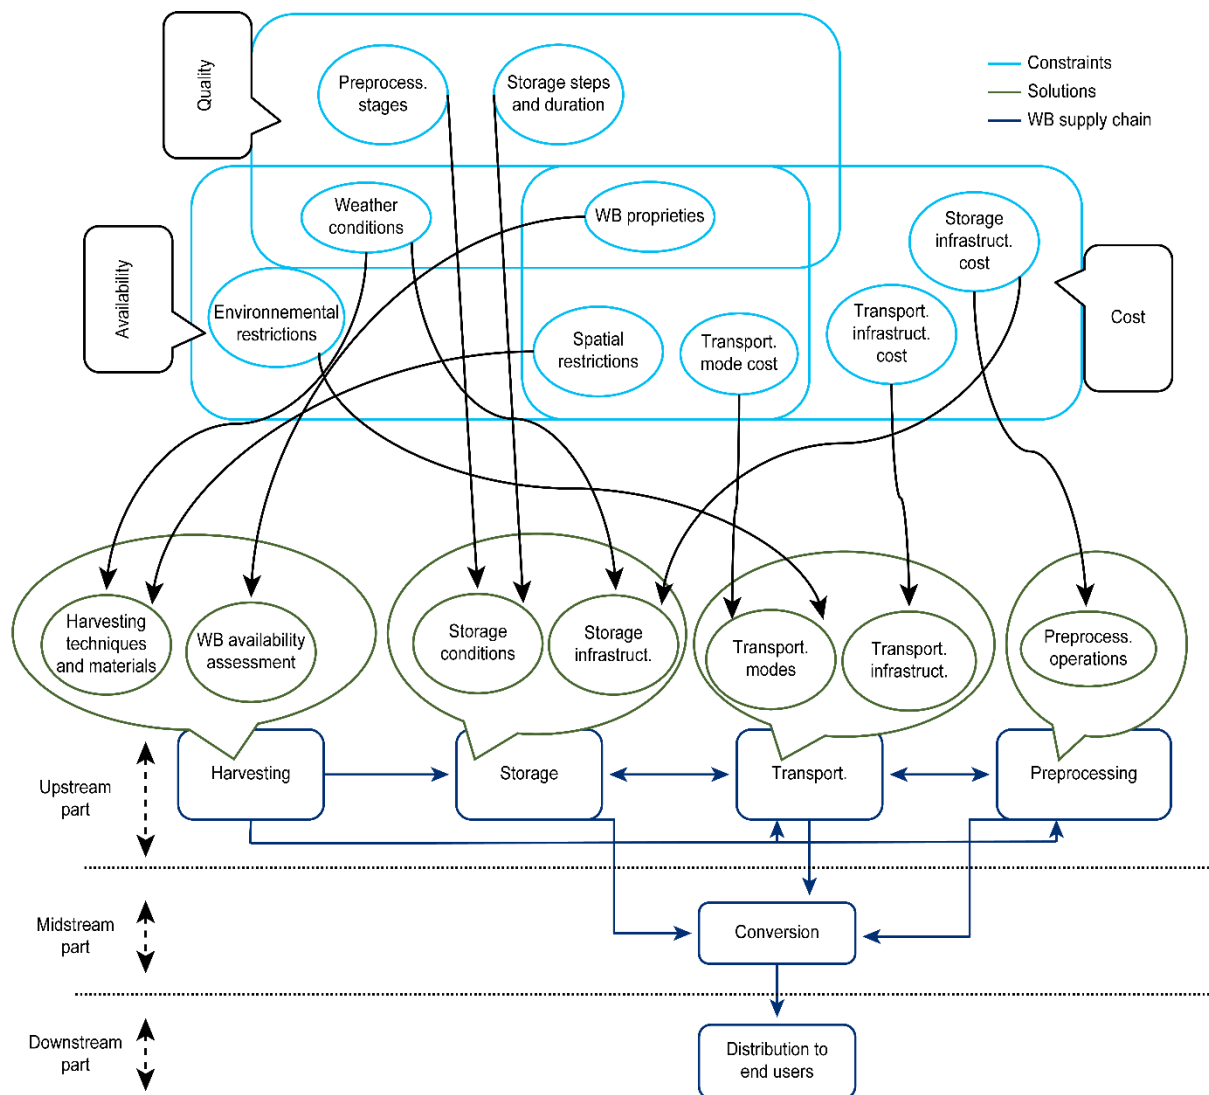 Quality
Preprocess.
stages
Storage steps
and duration
Constraints
Solutions
WB supply chain
Availability
Weather
conditions
WB proprieties
Storage
infrastruct.
cost
Cost
Environnemental
restrictions
Spatial
restrictions
Transport.
mode cost
Transport.
infrastruct.
cost
Harvesting
techniques
and materials
WB availability
assessment
Storage
conditions
Storage
infrastruct.
Transport.
modes
Transport.
infrastruct.
Preprocess.
operations
Upstream
part
Harvesting
Storage
Transport.
Preprocessing
Midstream
part
Conversion
Downstream
part
Distribution to
end users